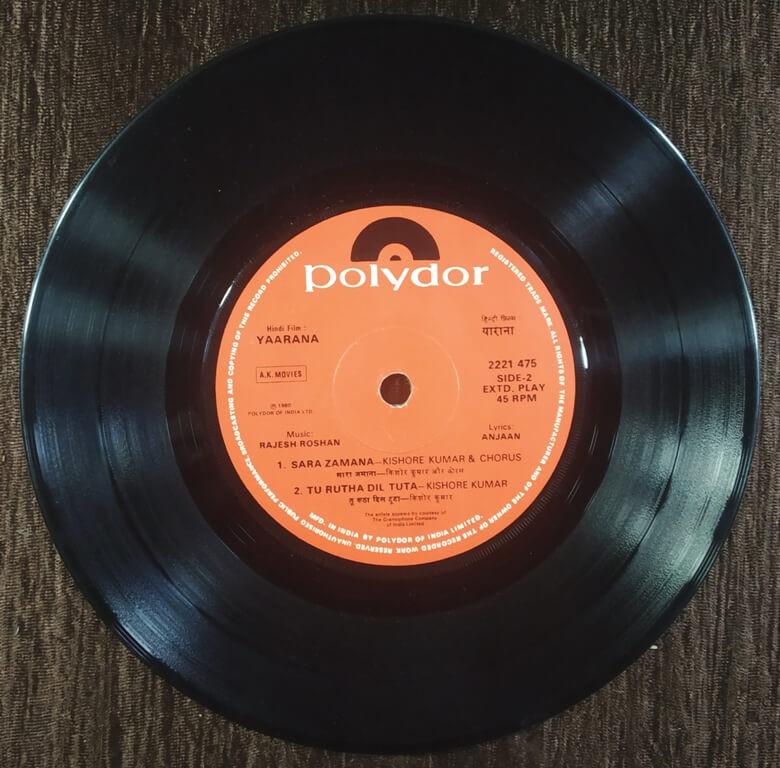 polydor
Hindi Film :
YAARANA
हिन्दी फिल्म :
याराना
A.K. MOVIES
℗ 1980
POLYDOR OF INDIA LTD.
2221 475
SIDE-2
EXTD. PLAY
45 RPM
Music:
RAJESH ROSHAN
Lyrics:
ANJAAN
1. SARA ZAMANA—KISHORE KUMAR & CHORUS
सारा जमाना—किशोर कुमार और कोरस
2. TU RUTHA DIL TUTA—KISHORE KUMAR
तू रूठा दिल टूटा—किशोर कुमार
The artiste appears by courtesy of
The Gramophone Company
of India Limited
REGISTERED TRADE MARK. ALL RIGHTS OF THE MANUFACTURER AND OF THE OWNER OF THE RECORDED WORK RESERVED. UNAUTHORISED PUBLIC PERFORMANCE, BROADCASTING AND COPYING OF THIS RECORD PROHIBITED.
MFD. IN INDIA BY POLYDOR OF INDIA LIMITED.